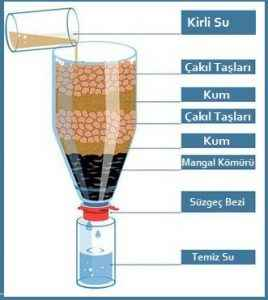 Kirli Su
Çakıl Taşları
Kum
Çakıl Taşları
Kum
Mangal Kömürü
Süzgeç Bezi
Temiz Su